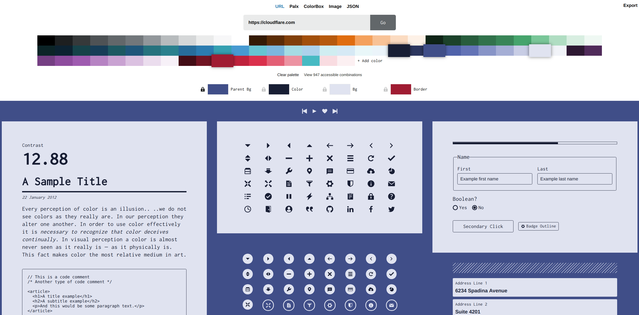 URL Palx ColorBox Image JSON
Export
https://cloudflare.com Go
+ Add color
Clear palette View 947 accessible combinations
Parent Bg Color Bg Border
Contrast
12.88
A Sample Title
22 January 2012
Every perception of color is an illusion.. ..we do not
see colors as they really are. In our perception they
alter one another. In order to use color effectively
it is necessary to recognize that color deceives
continually. In visual perception a color is almost
never seen as it really is — as it physically is.
This fact makes color the most relative medium in art.
// This is a code comment
/* Another type of code comment */
<article>
<h1>A title example</h1>
<h2>A subtitle example</h2>
<p>And this would be some paragraph text.</p>
</article>
Name
First Last
Example first name Example last name
Boolean?
Yes No
Secondary Click Badge Outline
Address Line 1
6234 Spadina Avenue
Address Line 2
Suite 4201